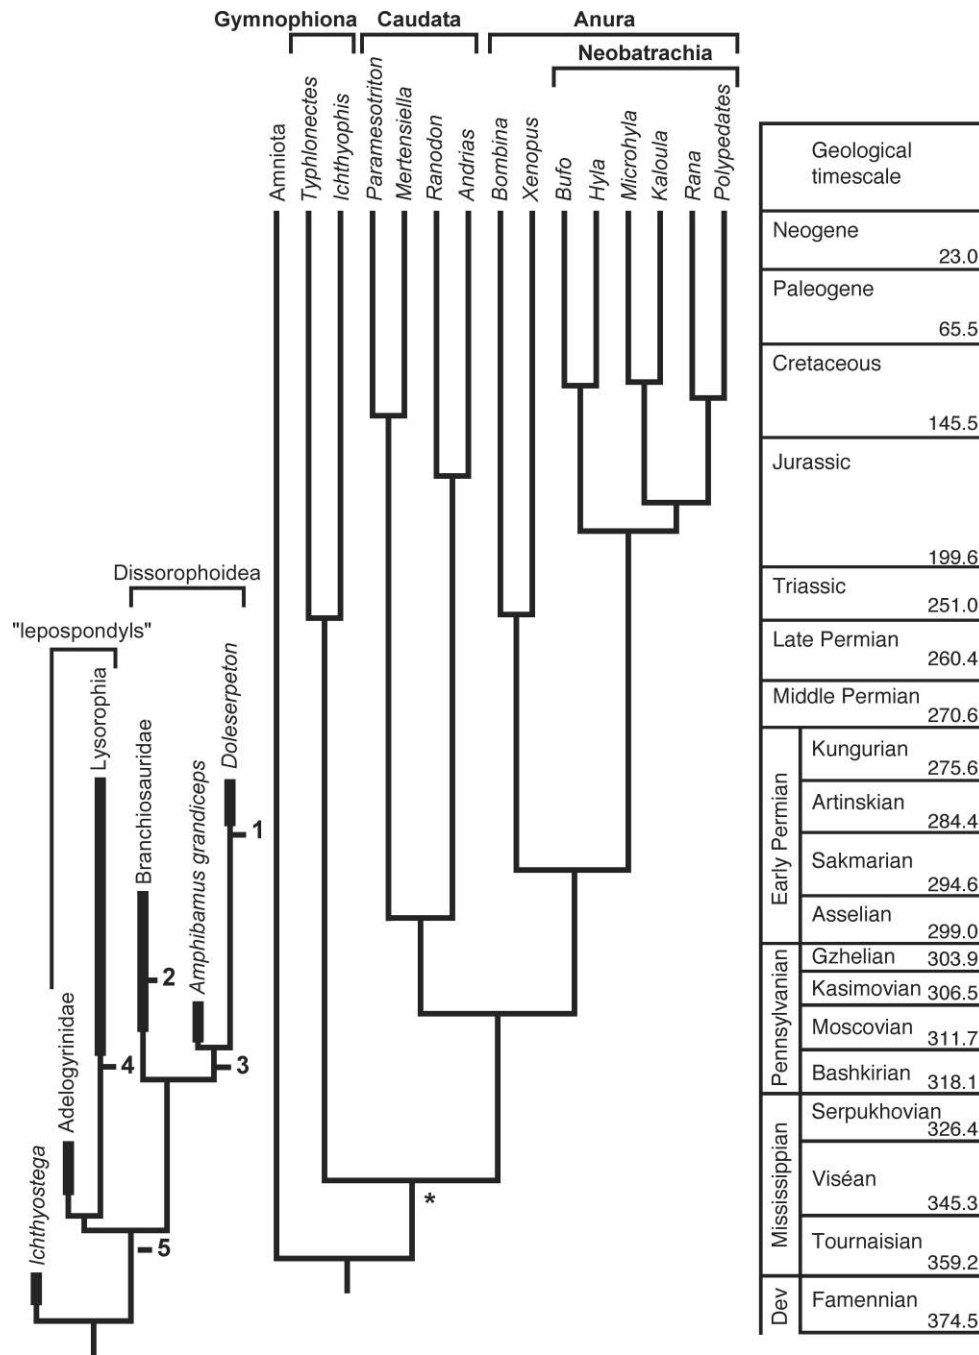 Gymnophiona
Caudata
Anura
Neobatrachia
Amniota
Typhlonectes
Ichthyophis
Paramesotriton
Mertensiella
Ranodon
Andrias
Bombina
Xenopus
Bufo
Hyla
Microhyla
Kaloula
Rana
Polypedates
Geological
timescale
Neogene
23.0
Paleogene
65.5
Cretaceous
145.5
Jurassic
199.6
Triassic
251.0
Late Permian
260.4
Middle Permian
270.6
Early Permian
Kungurian
275.6
Artinskian
284.4
Sakmarian
294.6
Asselian
299.0
Pennsylvanian
Gzhelian
303.9
Kasimovian
306.5
Moscovian
311.7
Bashkirian
318.1
Mississippian
Serpukhovian
326.4
Viséan
345.3
Tournaisian
359.2
Dev
Famennian
374.5
Dissorophoidea
"lepospondyls"
Lysorophia
Branchiosauridae
Amphibamus grandiceps
Doleserpeton
Adelogyrinidae
Ichthyostega
1
2
3
4
5
*